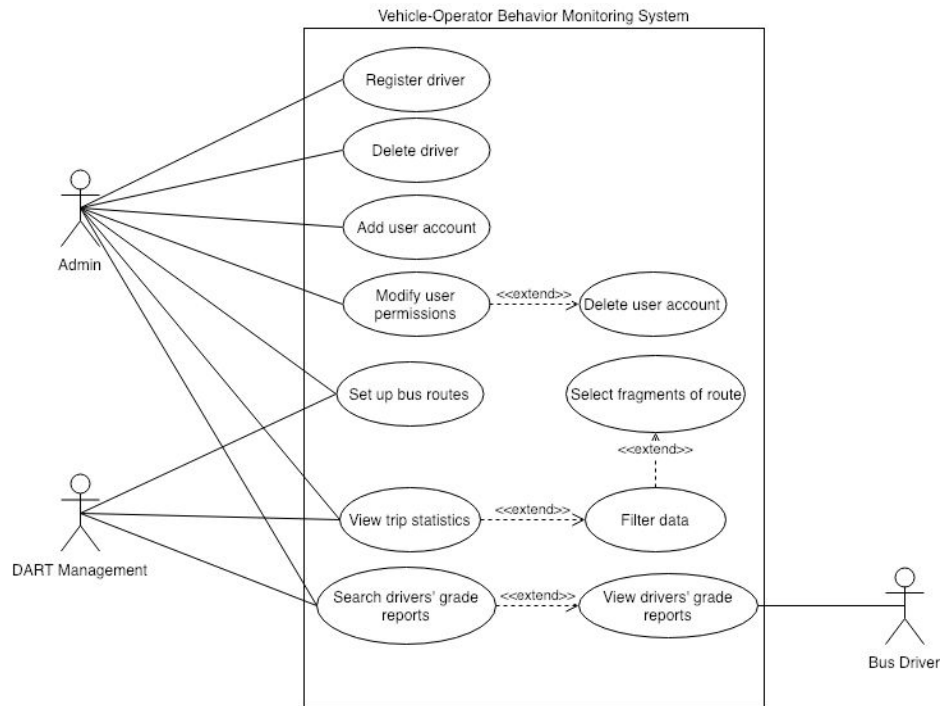 Vehicle-Operator Behavior Monitoring System
Register driver
Delete driver
Add user account
Admin
Modify user
permissions
<<extend>>
Delete user account
Set up bus routes
Select fragments of route
<<extend>>
View trip statistics
<<extend>>
Filter data
DART Management
Search drivers' grade
reports
<<extend>>
View drivers' grade
reports
Bus Driver